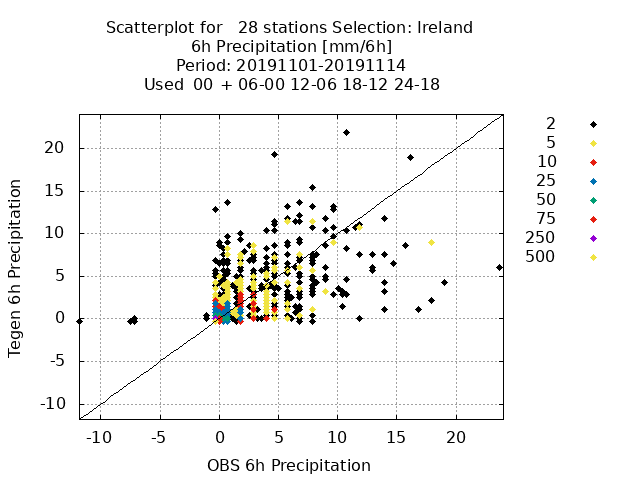 Scatterplot for   28 stations Selection: Ireland
6h Precipitation [mm/6h]
Period: 20191101-20191114
Used  00 + 06-00 12-06 18-12 24-18
2
5
10
25
50
75
250
500
20
15
10
5
0
-5
-10
Tegen 6h Precipitation
-10 -5 0 5 10 15 20
OBS 6h Precipitation